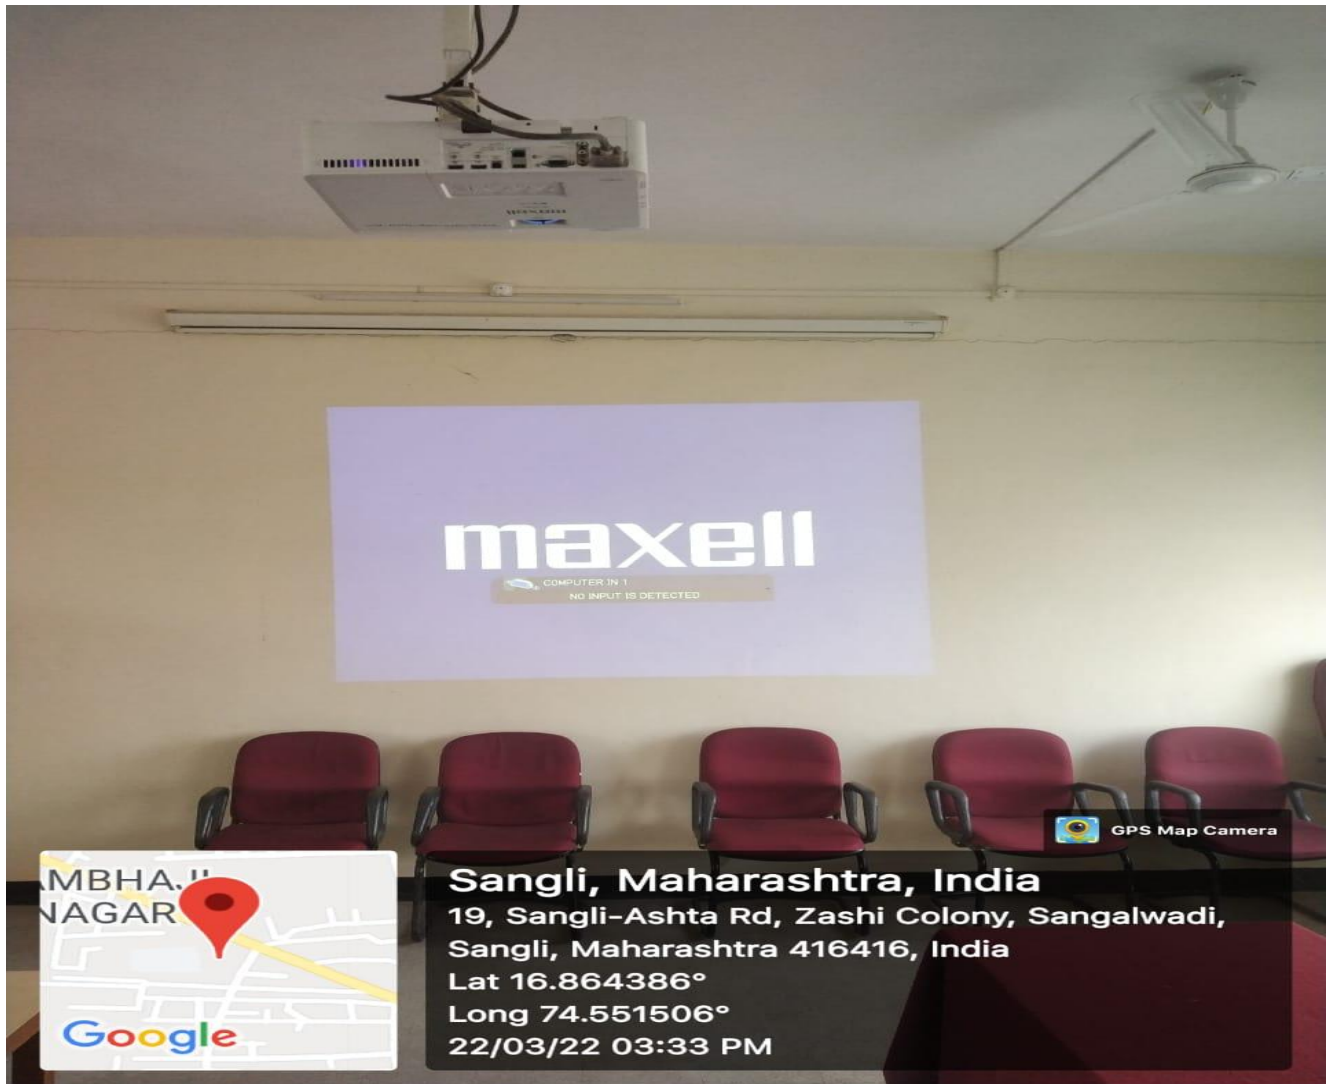 maxell
maxell
COMPUTER IN 1
NO INPUT IS DETECTED
GPS Map Camera
AMBHAJI
NAGAR
Google
Sangli, Maharashtra, India
19, Sangli-Ashta Rd, Zashi Colony, Sangalwadi,
Sangli, Maharashtra 416416, India
Lat 16.864386°
Long 74.551506°
22/03/22 03:33 PM